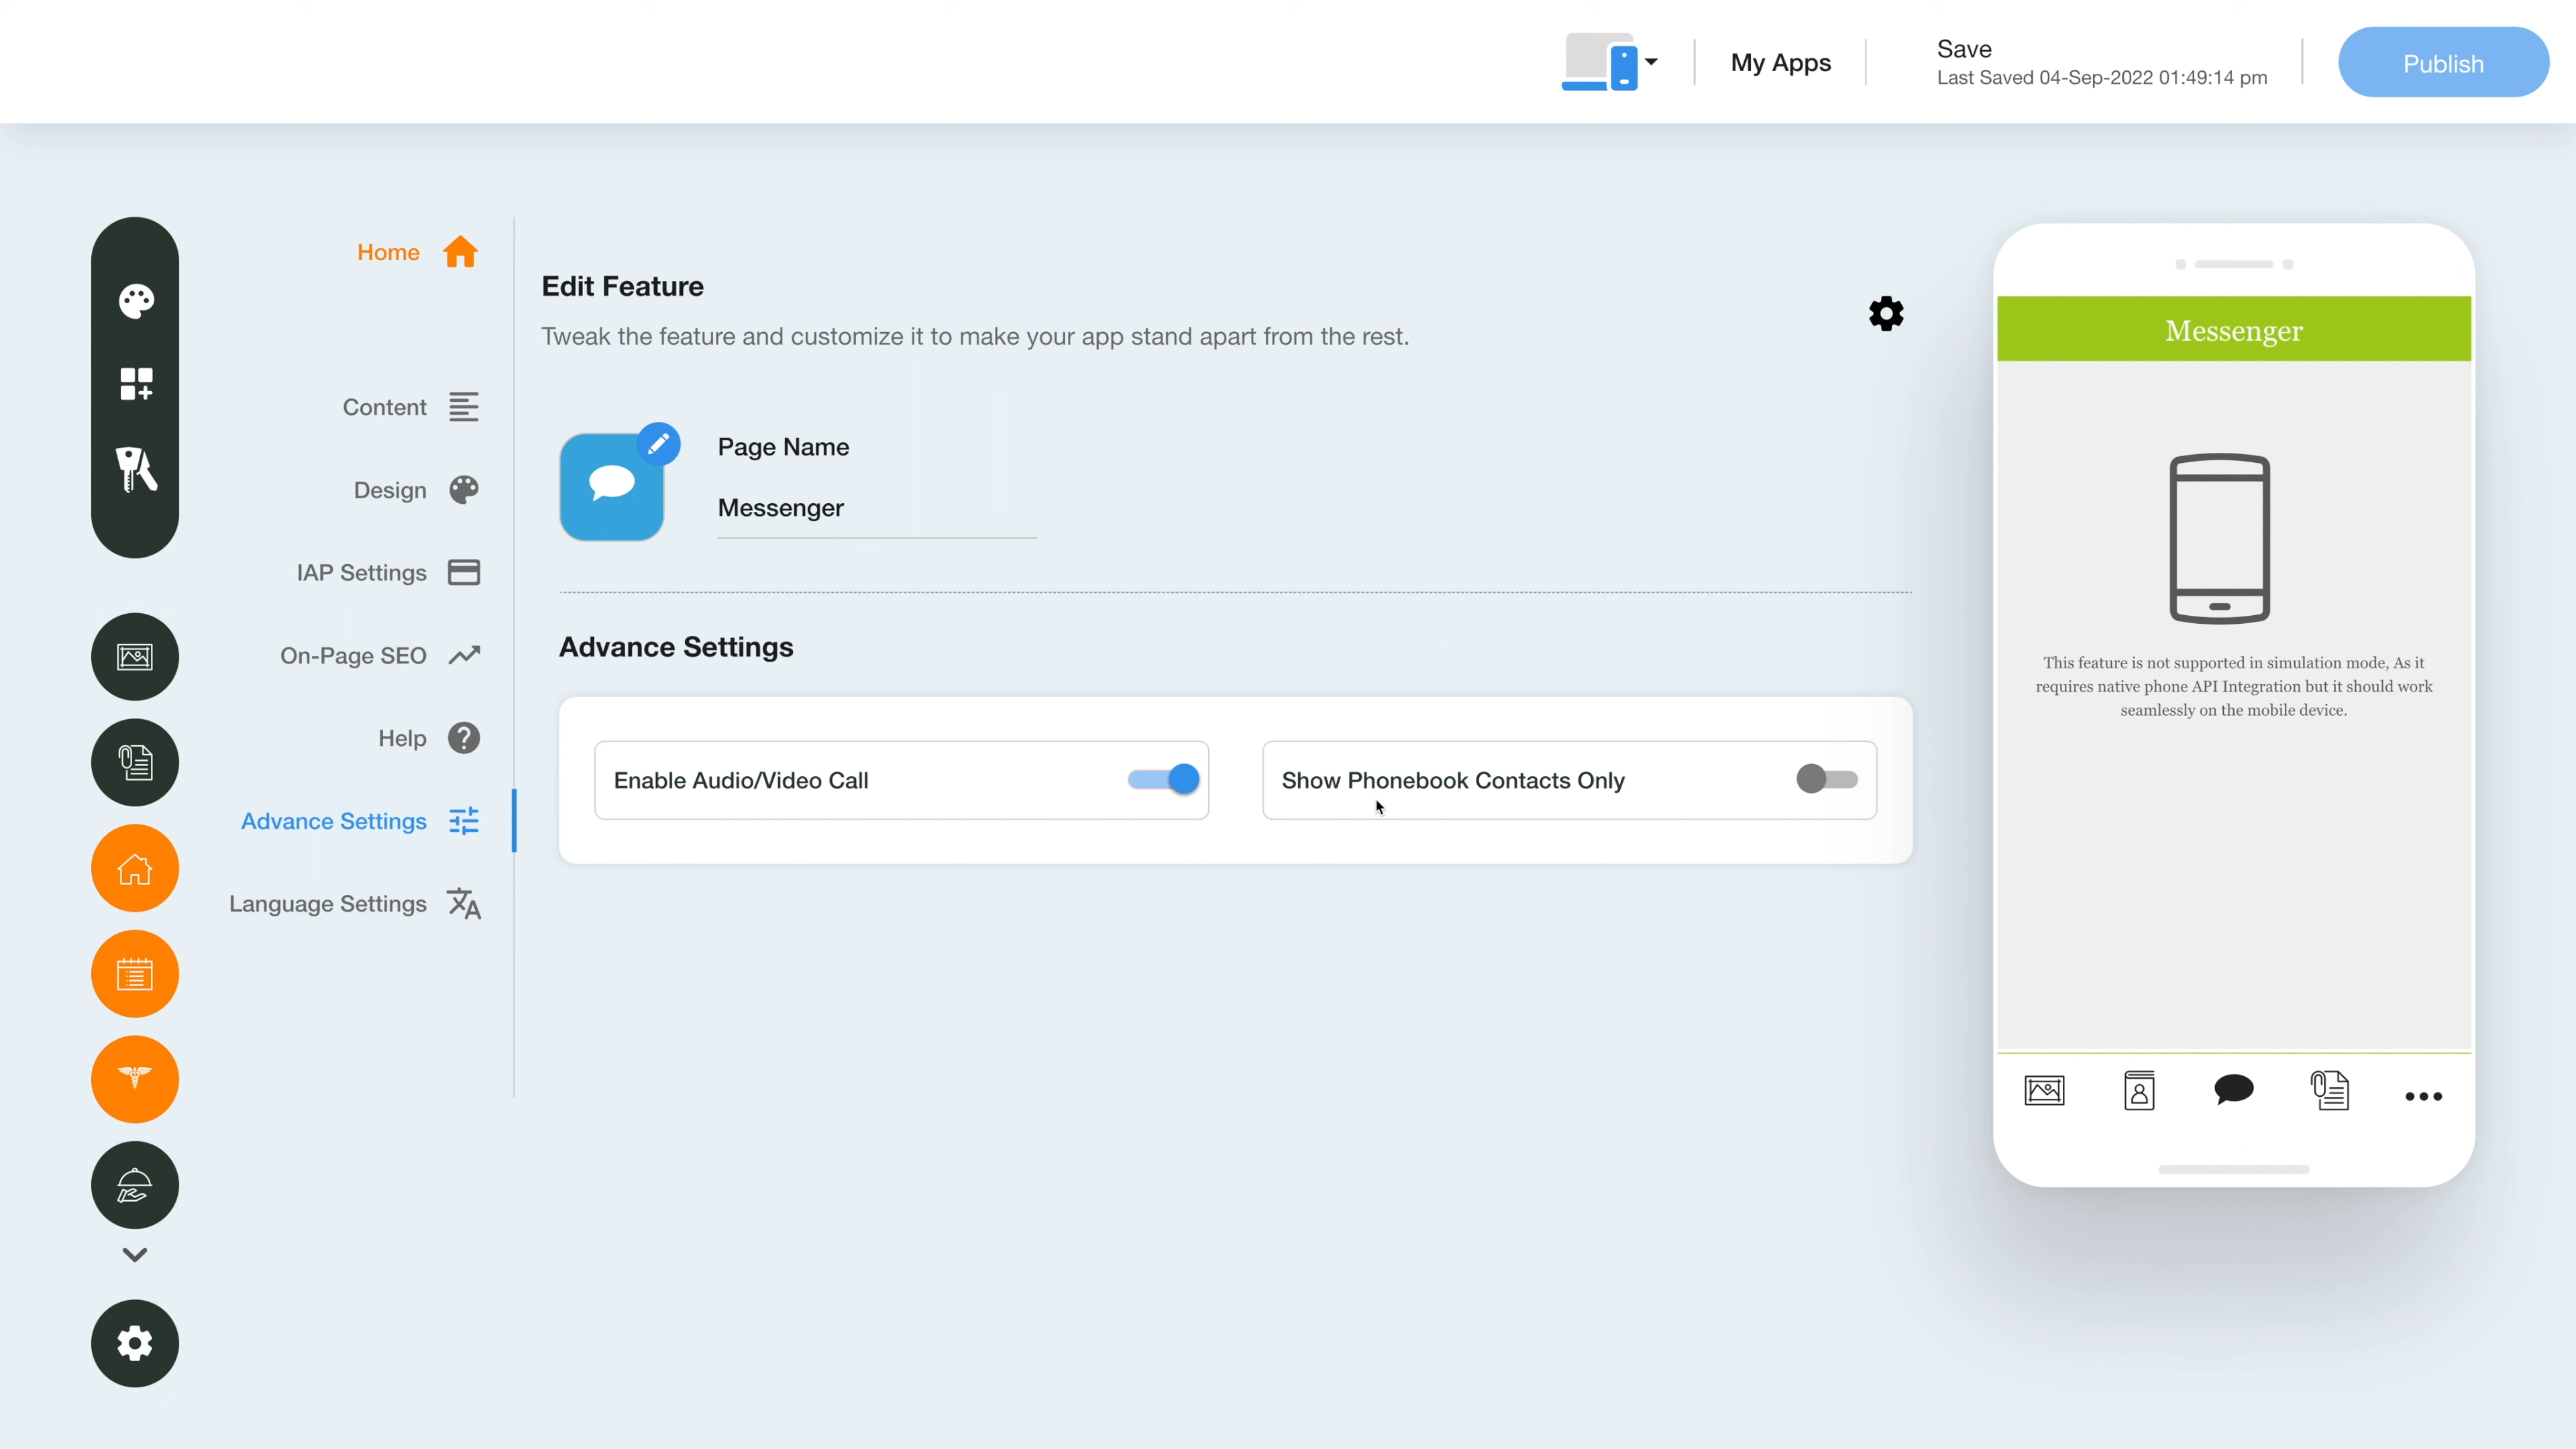 My Apps
Save
Last Saved 04-Sep-2022 01:49:14 pm
Publish
Home
Content
Design
IAP Settings
On-Page SEO
Help
Advance Settings
Language Settings
Edit Feature
Tweak the feature and customize it to make your app stand apart from the rest.
Page Name
Messenger
Advance Settings
Enable Audio/Video Call
Show Phonebook Contacts Only
Messenger
This feature is not supported in simulation mode, As it
requires native phone API Integration but it should work
seamlessly on the mobile device.